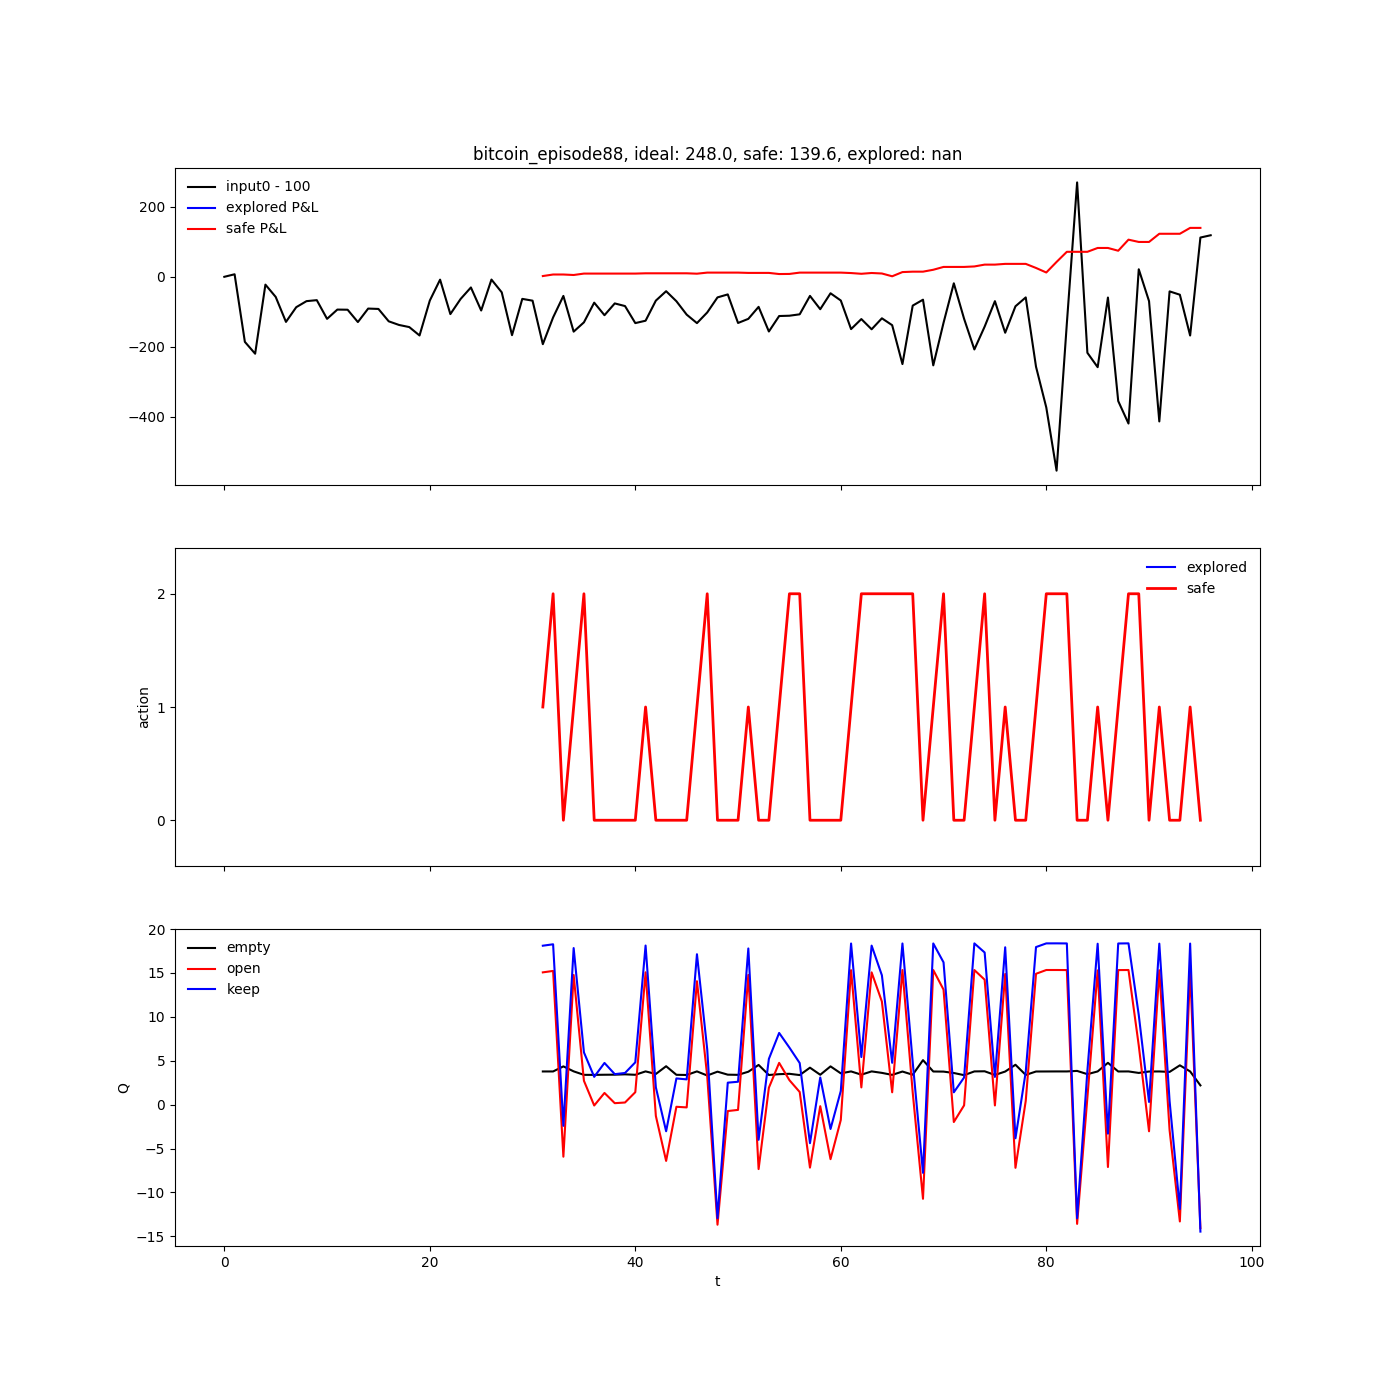 bitcoin_episode88, ideal: 248.0, safe: 139.6, explored: nan
input0 - 100
explored P&L
safe P&L
200
0
−200
−400
explored
safe
2
1
0
action
empty
open
keep
20
15
10
5
0
−5
−10
−15
Q
0 20 40 60 80 100
t